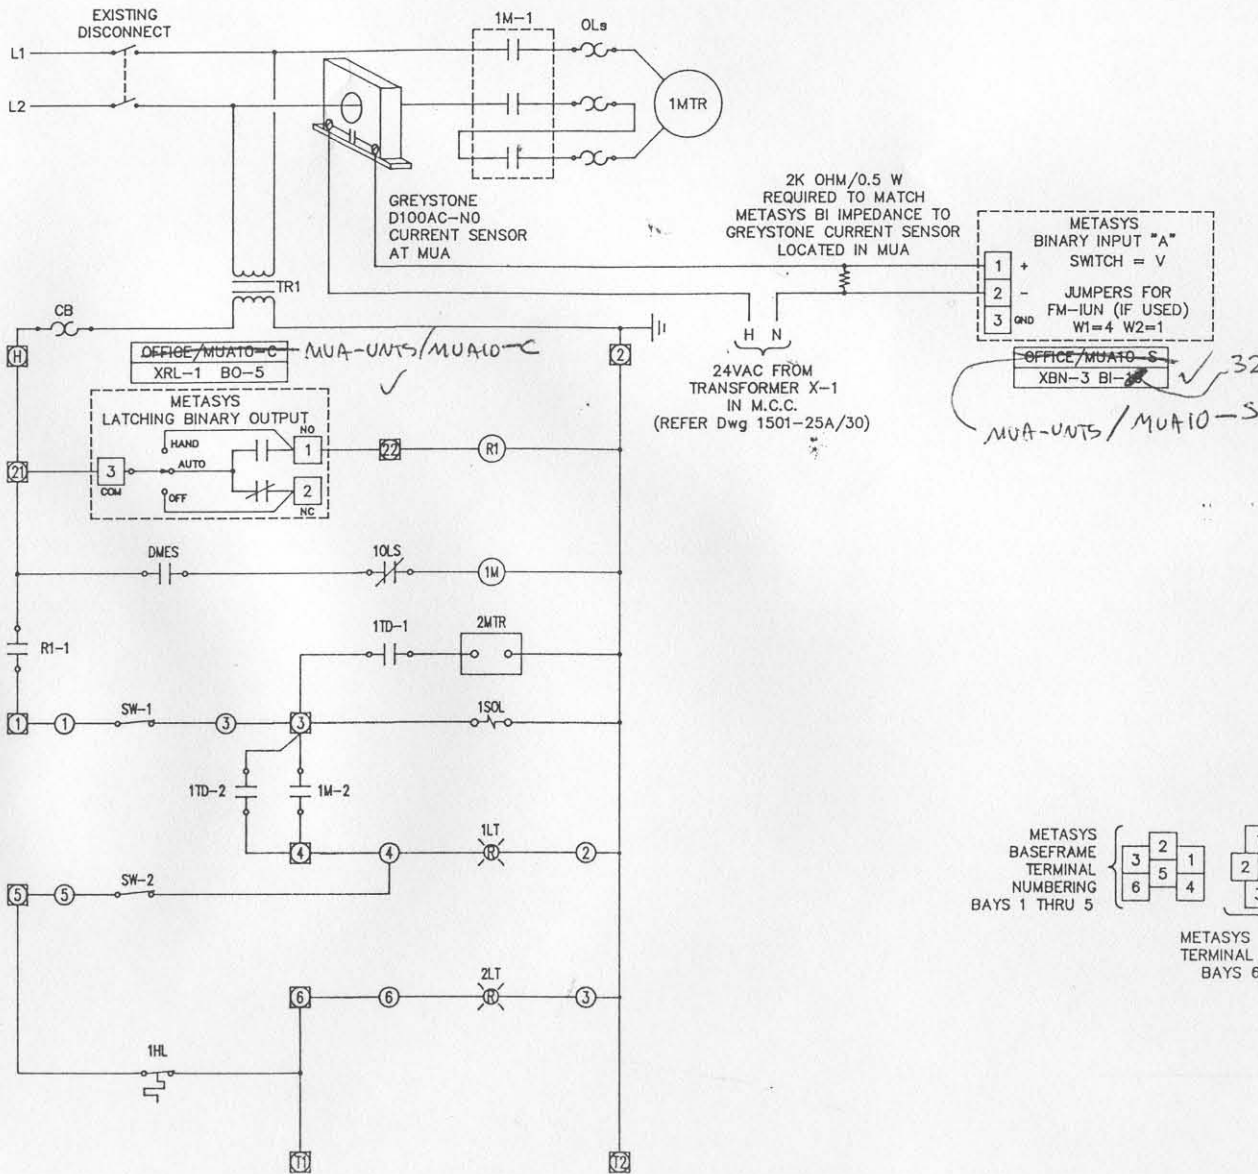 EXISTING
DISCONNECT
L1
L2
1M-1
OLs
1MTR
GREYSTONE
D100AC-NO
CURRENT SENSOR
AT MUA
2K OHM/0.5 W
REQUIRED TO MATCH
METASYS BI IMPEDANCE TO
GREYSTONE CURRENT SENSOR
LOCATED IN MUA
METASYS
BINARY INPUT "A"
SWITCH = V
1 +
2 -
3 GND
JUMPERS FOR
FM-IUN (IF USED)
W1=4 W2=1
OFFICE/MUA10-S
XBN-3 BI-
32
MUA-UNTS/MUA10-S
TR1
CB
H
2
OFFICE/MUA10-C
MUA-UNTS/MUA10-C
XRL-1 BO-5
H N
24VAC FROM
TRANSFORMER X-1
IN M.C.C.
(REFER Dwg 1501-25A/30)
METASYS
LATCHING BINARY OUTPUT
HAND
AUTO
OFF
NO
1
2
NC
3
COM
21
22
R1
DMES
1OLS
1M
R1-1
1TD-1
2MTR
1
1
SW-1
3
3
1SOL
1TD-2
1M-2
4
4
1LT
R
2
5
5
SW-2
6
6
2LT
R
3
1HL
T1
T2
METASYS
BASEFRAME
TERMINAL
NUMBERING
BAYS 1 THRU 5
3 2 1
6 5 4
2
METASYS
TERMINAL
BAYS 6